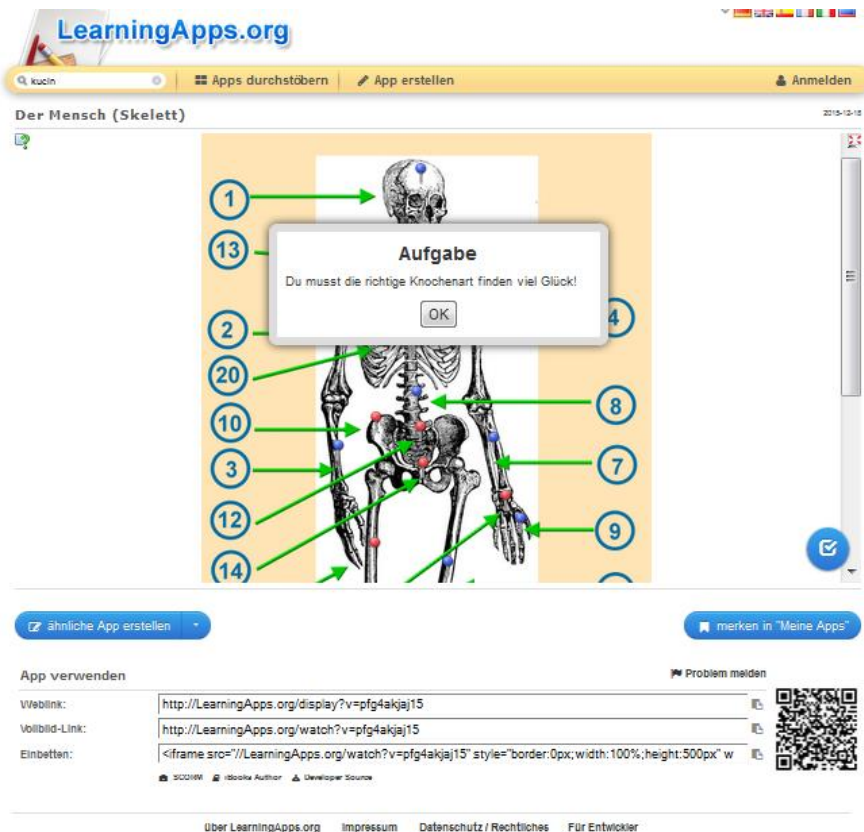 LearningApps.org
kucin
Apps durchstöbern
App erstellen
Anmelden
Der Mensch (Skelett)
1
13
Aufgabe
Du musst die richtige Knochenart finden viel Glück!
OK
2
4
20
8
10
3
7
12
9
14
ähnliche App erstellen
merken in "Meine Apps"
App verwenden
Problem melden
Weblink: http://LearningApps.org/display?v=pfg4akjaj15
Vollbild-Link: http://LearningApps.org/watch?v=pfg4akjaj15
Einbetten: <iframe src="//LearningApps.org/watch?v=pfg4akjaj15" style="border:0px;width:100%;height:500px" w
SCORM iBooks Author Developer Source
Über LearningApps.org Impressum Datenschutz / Rechtliches Für Entwickler